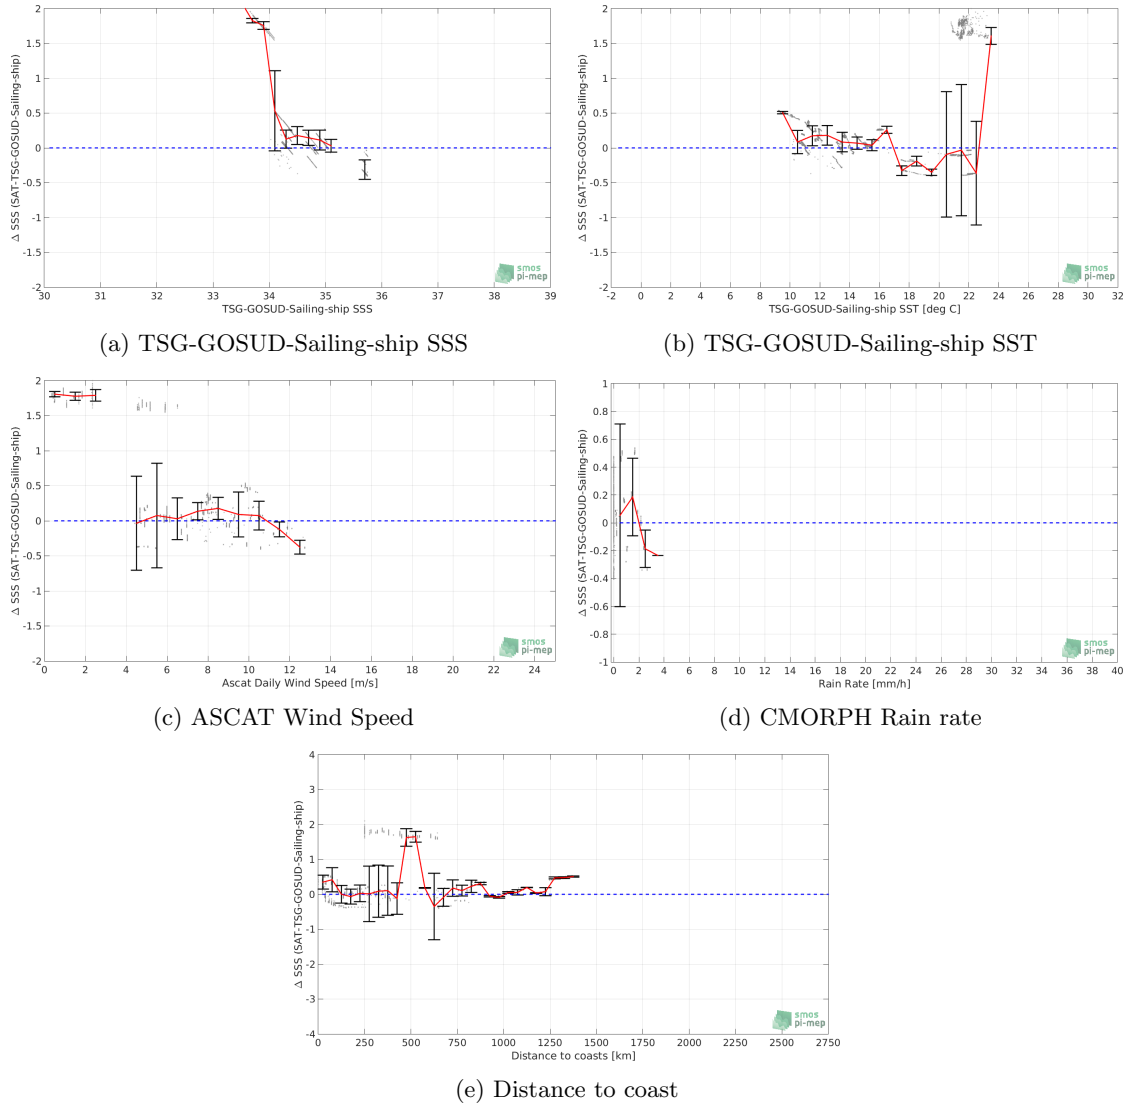 2
1.5
1
0.5
0
-0.5
-1
-1.5
-2
Δ SSS (SAT-TSG-GOSUD-Sailing-ship)
30 31 32 33 34 35 36 37 38 39
TSG-GOSUD-Sailing-ship SSS
smos
pi-mep
(a) TSG-GOSUD-Sailing-ship SSS
2
1.5
1
0.5
0
-0.5
-1
-1.5
-2
Δ SSS (SAT-TSG-GOSUD-Sailing-ship)
-2 0 2 4 6 8 10 12 14 16 18 20 22 24 26 28 30 32
TSG-GOSUD-Sailing-ship SST [deg C]
smos
pi-mep
(b) TSG-GOSUD-Sailing-ship SST
2
1.5
1
0.5
0
-0.5
-1
-1.5
-2
Δ SSS (SAT-TSG-GOSUD-Sailing-ship)
0 2 4 6 8 10 12 14 16 18 20 22 24
Ascat Daily Wind Speed [m/s]
smos
pi-mep
(c) ASCAT Wind Speed
1
0.8
0.6
0.4
0.2
0
-0.2
-0.4
-0.6
-0.8
-1
Δ SSS (SAT-TSG-GOSUD-Sailing-ship)
0 2 4 6 8 10 12 14 16 18 20 22 24 26 28 30 32 34 36 38 40
Rain Rate [mm/h]
smos
pi-mep
(d) CMORPH Rain rate
4
3
2
1
0
-1
-2
-3
-4
Δ SSS (SAT-TSG-GOSUD-Sailing-ship)
0 250 500 750 1000 1250 1500 1750 2000 2250 2500 2750
Distance to coasts [km]
smos
pi-mep
(e) Distance to coast